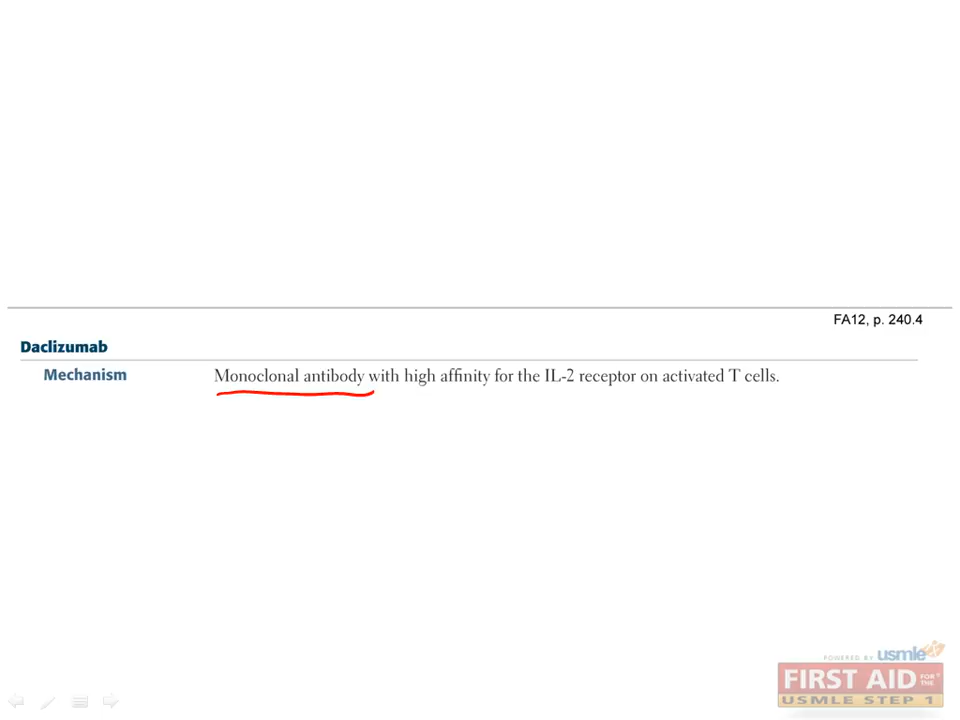 FA12, p. 240.4
Daclizumab
Mechanism Monoclonal antibody with high affinity for the IL-2 receptor on activated T cells.
POWERED BY usmle
FIRST AID FOR THE
USMLE STEP 1